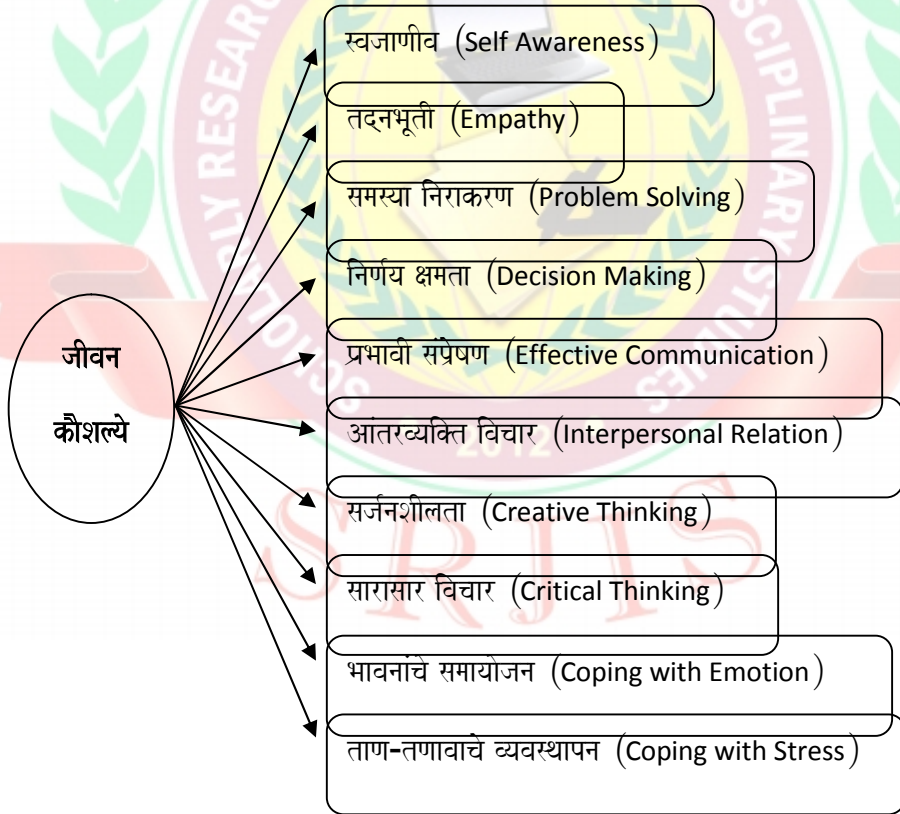 स्वजाणीव (Self Awareness)
तदनभूती (Empathy)
समस्या निराकरण (Problem Solving)
निर्णय क्षमता (Decision Making)
जीवन
कौशल्ये
प्रभावी संप्रेषण (Effective Communication)
आंतरव्यक्ति विचार (Interpersonal Relation)
सर्जनशीलता (Creative Thinking)
सारासार विचार (Critical Thinking)
भावनांचे समायोजन (Coping with Emotion)
ताण-तणावाचे व्यवस्थापन (Coping with Stress)
2012
SRJIS